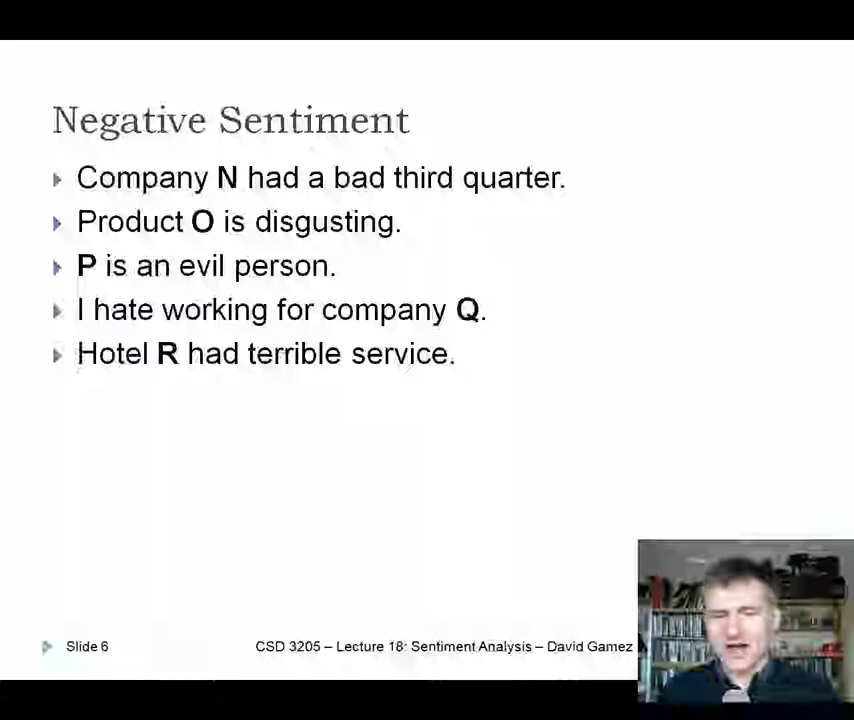 Negative Sentiment
Company N had a bad third quarter.
Product O is disgusting.
P is an evil person.
I hate working for company Q.
Hotel R had terrible service.
Slide 6
CSD 3205 – Lecture 18: Sentiment Analysis – David Gamez